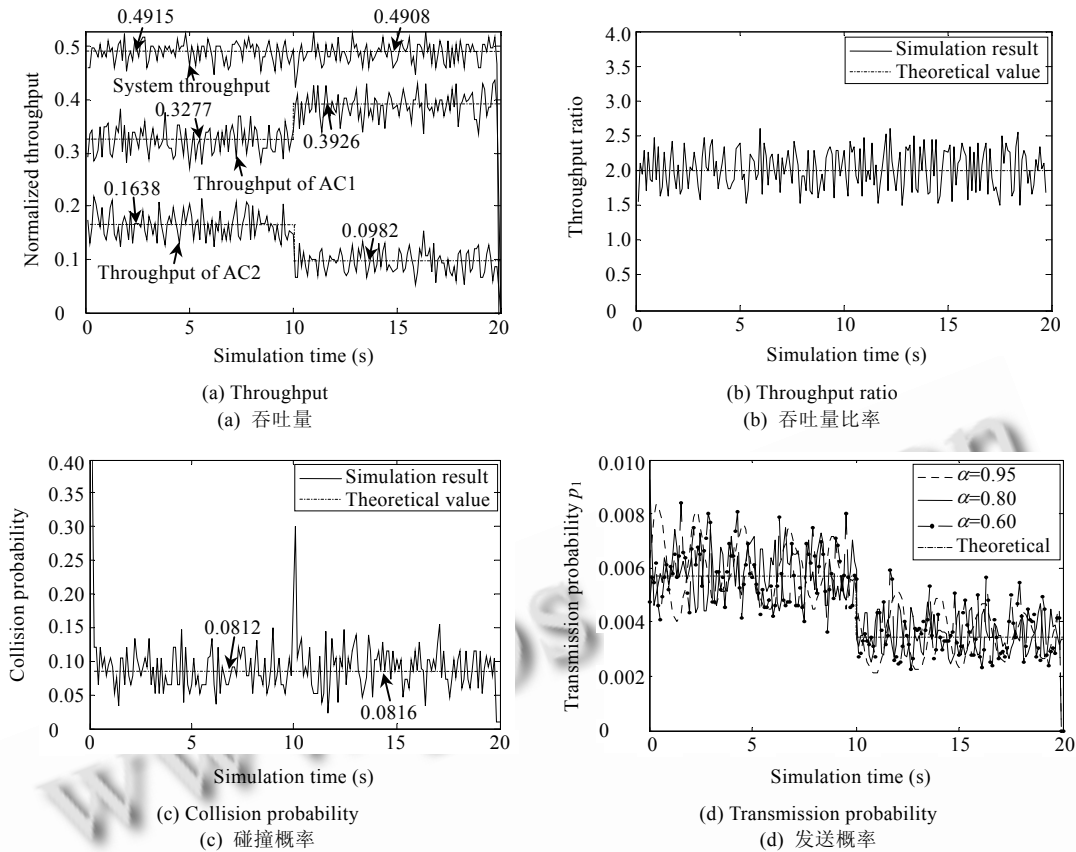 0.4915
0.4908
0.5
System throughput
0.4
0.3277
0.3926
0.3
Throughput of AC1
0.1638
0.2
0.0982
0.1
Throughput of AC2
0
Normalized throughput
0 5 10 15 20
Simulation time (s)
(a) Throughput
(a) 吞吐量
4.0
Simulation result
3.5
Theoretical value
3.0
2.5
2.0
1.5
1.0
0.5
0
Throughput ratio
0 5 10 15 20
Simulation time (s)
(b) Throughput ratio
(b) 吞吐量比率
0.40
Simulation result
0.35
Theoretical value
0.30
0.25
0.20
0.15
0.0812
0.10
0.05
0.0816
0
Collision probability
0 5 10 15 20
Simulation time (s)
(c) Collision probability
(c) 碰撞概率
0.010
α=0.95
α=0.80
0.008
α=0.60
Theoretical
0.006
0.004
0.002
0
Transmission probability p1
0 5 10 15 20
Simulation time (s)
(d) Transmission probability
(d) 发送概率